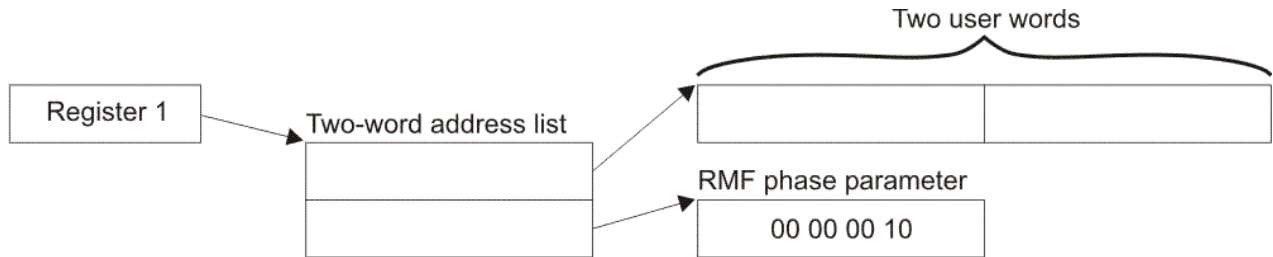 Two user words
Register 1
Two-word address list
RMF phase parameter
00 00 00 10